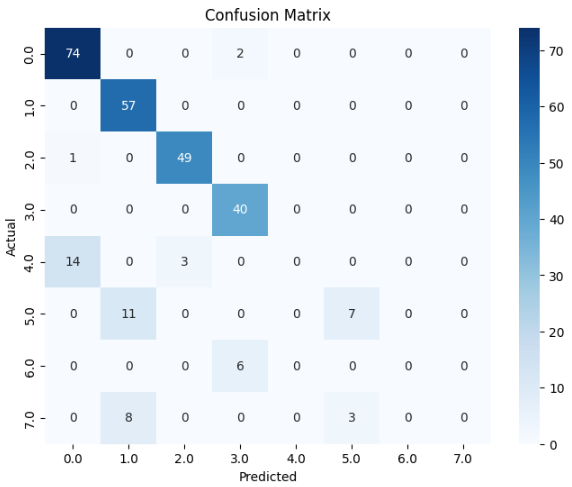 Confusion Matrix
0.0 74 0 0 2 0 0 0 0
1.0 0 57 0 0 0 0 0 0
2.0 1 0 49 0 0 0 0 0
3.0 0 0 0 40 0 0 0 0
4.0 14 0 3 0 0 0 0 0
5.0 0 11 0 0 0 7 0 0
6.0 0 0 0 6 0 0 0 0
7.0 0 8 0 0 0 3 0 0
0.0 1.0 2.0 3.0 4.0 5.0 6.0 7.0
Predicted
Actual
70
60
50
40
30
20
10
0